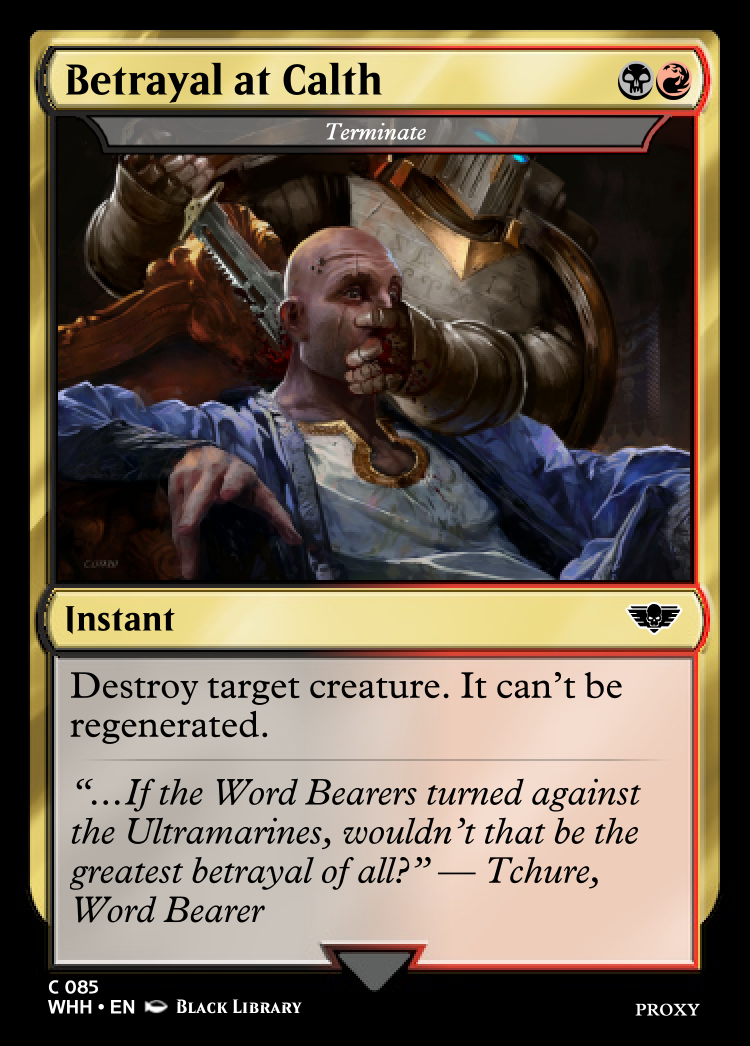 Betrayal at Calth
Terminate
Instant
Destroy target creature. It can't be
regenerated.
“...If the Word Bearers turned against
the Ultramarines, wouldn't that be the
greatest betrayal of all?” — Tchure,
Word Bearer
C 085
WHH • EN Black Library
PROXY